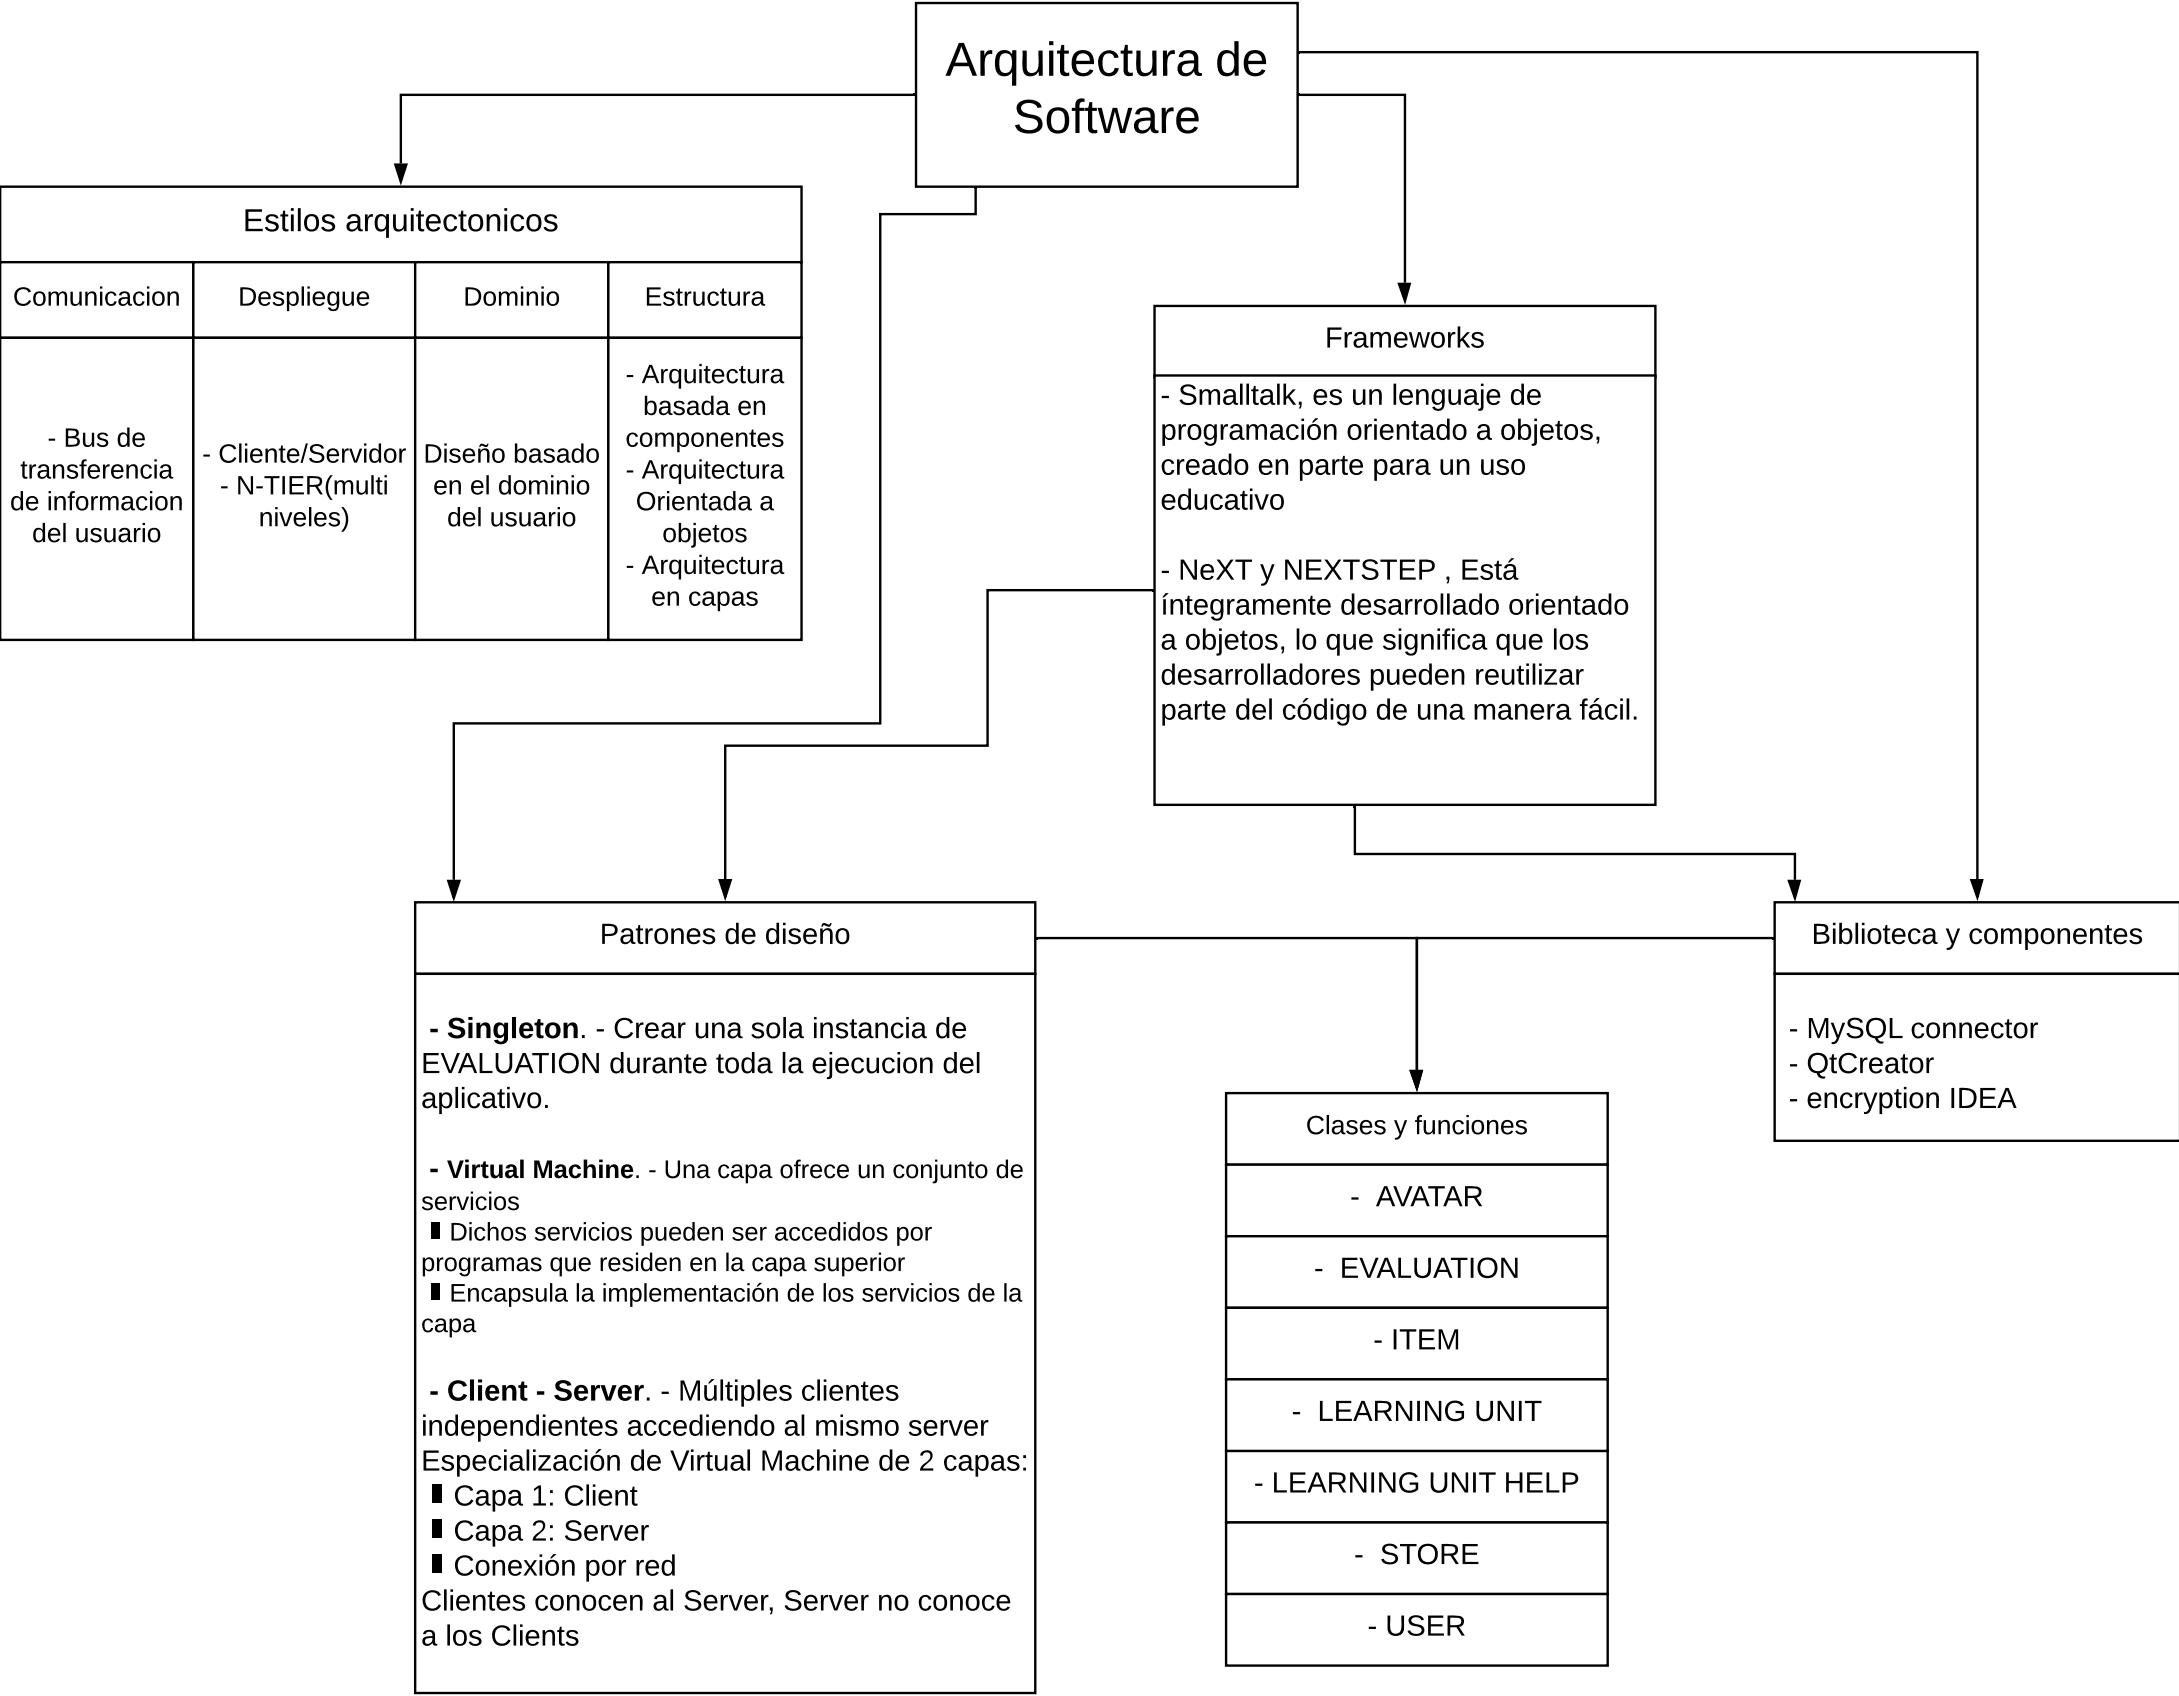 Arquitectura de
Software
Estilos arquitectonicos
Comunicacion
Despliegue
Dominio
Estructura
- Bus de
transferencia
de informacion
del usuario
- Cliente/Servidor
- N-TIER(multi
niveles)
Diseño basado
en el dominio
del usuario
- Arquitectura
basada en
componentes
- Arquitectura
Orientada a
objetos
- Arquitectura
en capas
Frameworks
- Smalltalk, es un lenguaje de
programación orientado a objetos,
creado en parte para un uso
educativo
- NeXT y NEXTSTEP , Está
íntegramente desarrollado orientado
a objetos, lo que significa que los
desarrolladores pueden reutilizar
parte del código de una manera fácil.
Patrones de diseño
- Singleton. - Crear una sola instancia de
EVALUATION durante toda la ejecucion del
aplicativo.
- Virtual Machine. - Una capa ofrece un conjunto de
servicios
Dichos servicios pueden ser accedidos por
programas que residen en la capa superior
Encapsula la implementación de los servicios de la
capa
- Client - Server. - Múltiples clientes
independientes accediendo al mismo server
Especialización de Virtual Machine de 2 capas:
Capa 1: Client
Capa 2: Server
Conexión por red
Clientes conocen al Server, Server no conoce
a los Clients
Clases y funciones
- AVATAR
- EVALUATION
- ITEM
- LEARNING UNIT
- LEARNING UNIT HELP
- STORE
- USER
Biblioteca y componentes
- MySQL connector
- QtCreator
- encryption IDEA